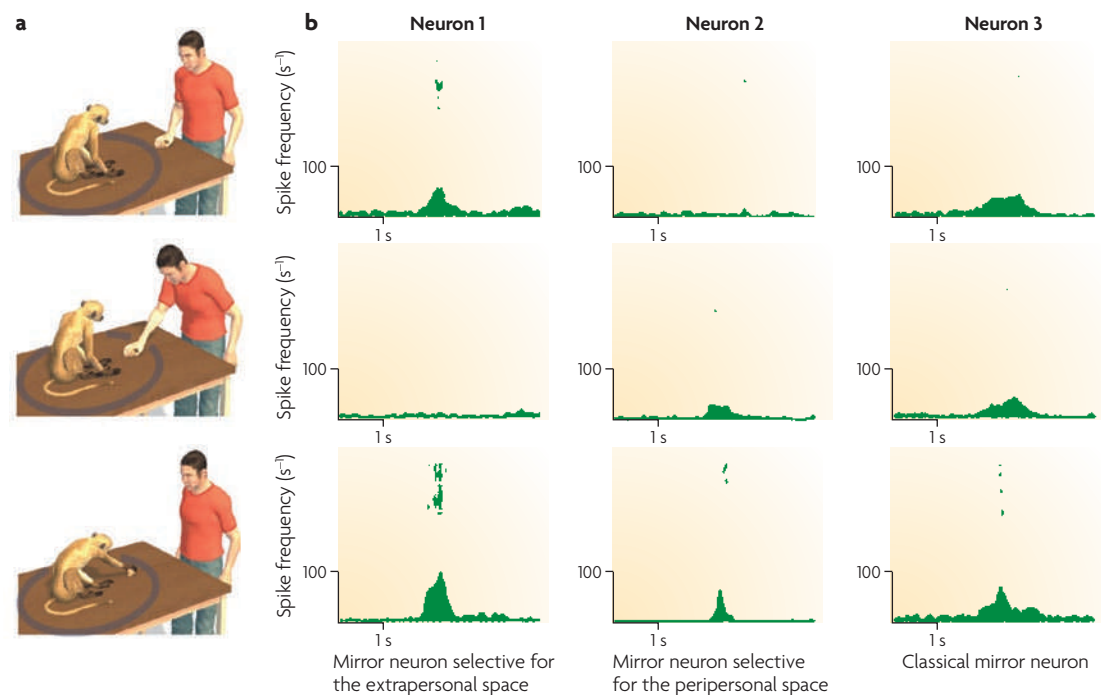 a
b
Neuron 1
Neuron 2
Neuron 3
Spike frequency (s⁻¹)
100
1 s
100
1 s
100
1 s
Spike frequency (s⁻¹)
100
1 s
100
1 s
100
1 s
Spike frequency (s⁻¹)
100
1 s
100
1 s
100
1 s
Mirror neuron selective for
the extrapersonal space
Mirror neuron selective
for the peripersonal space
Classical mirror neuron